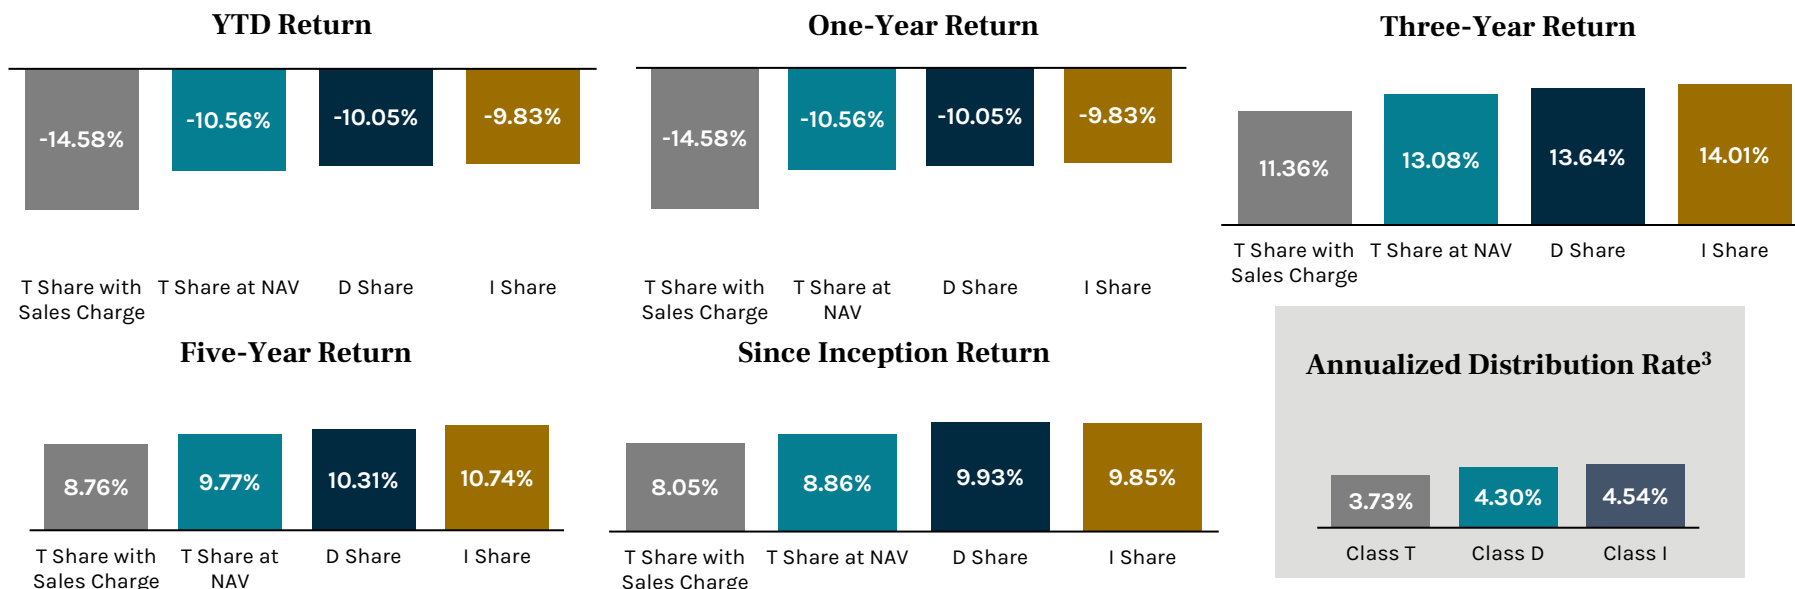 YTD Return
-14.58%
-10.56%
-10.05%
-9.83%
T Share with
Sales Charge
T Share at NAV
D Share
I Share
One-Year Return
-14.58%
-10.56%
-10.05%
-9.83%
T Share with
Sales Charge
T Share at
NAV
D Share
I Share
Three-Year Return
11.36%
13.08%
13.64%
14.01%
T Share with
Sales Charge
T Share at NAV
D Share
I Share
Five-Year Return
8.76%
9.77%
10.31%
10.74%
T Share with
Sales Charge
T Share at
NAV
D Share
I Share
Since Inception Return
8.05%
8.86%
9.93%
9.85%
T Share with
Sales Charge
T Share at NAV
D Share
I Share
Annualized Distribution Rate³
3.73%
4.30%
4.54%
Class T
Class D
Class I